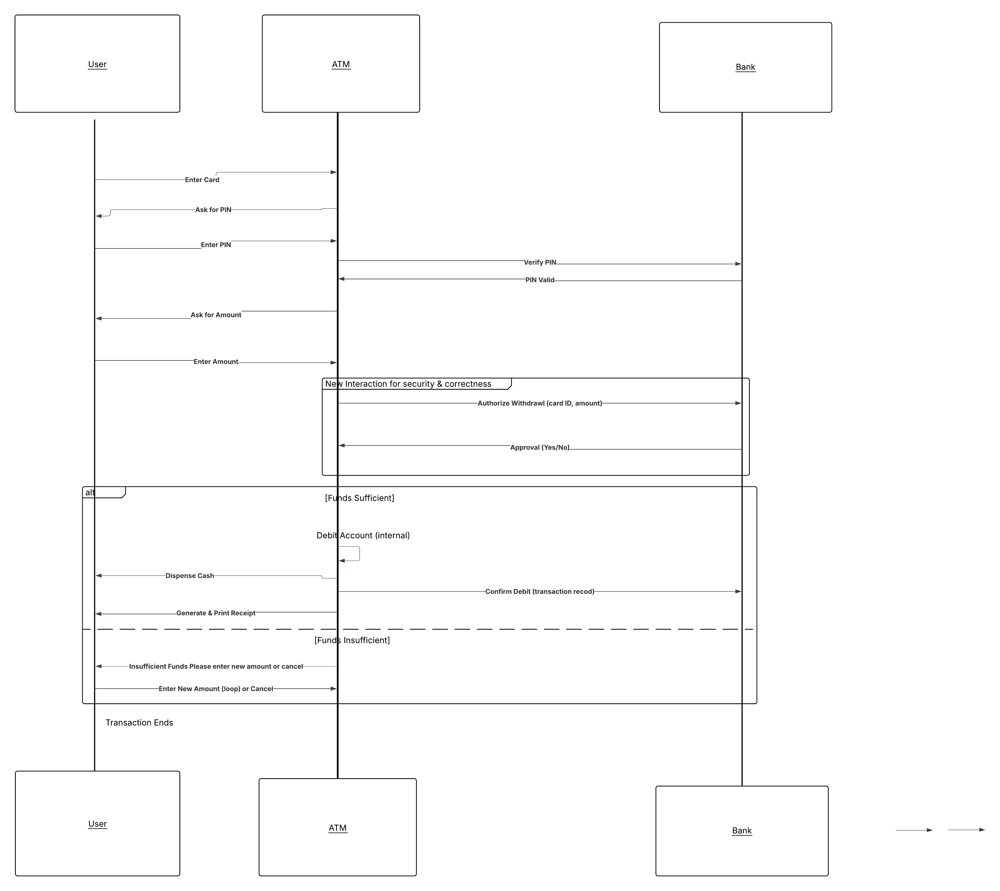 User
ATM
Bank
Enter Card
Ask for PIN
Enter PIN
Verify PIN
PIN Valid
Ask for Amount
Enter Amount
New Interaction for security & correctness
Authorize Withdrawl (card ID, amount)
Approval (Yes/No)
alt
[Funds Sufficient]
Debit Account (internal)
Dispense Cash
Confirm Debit (transaction recod)
Generate & Print Receipt
[Funds Insufficient]
Insufficient Funds Please enter new amount or cancel
Enter New Amount (loop) or Cancel
Transaction Ends
User
ATM
Bank